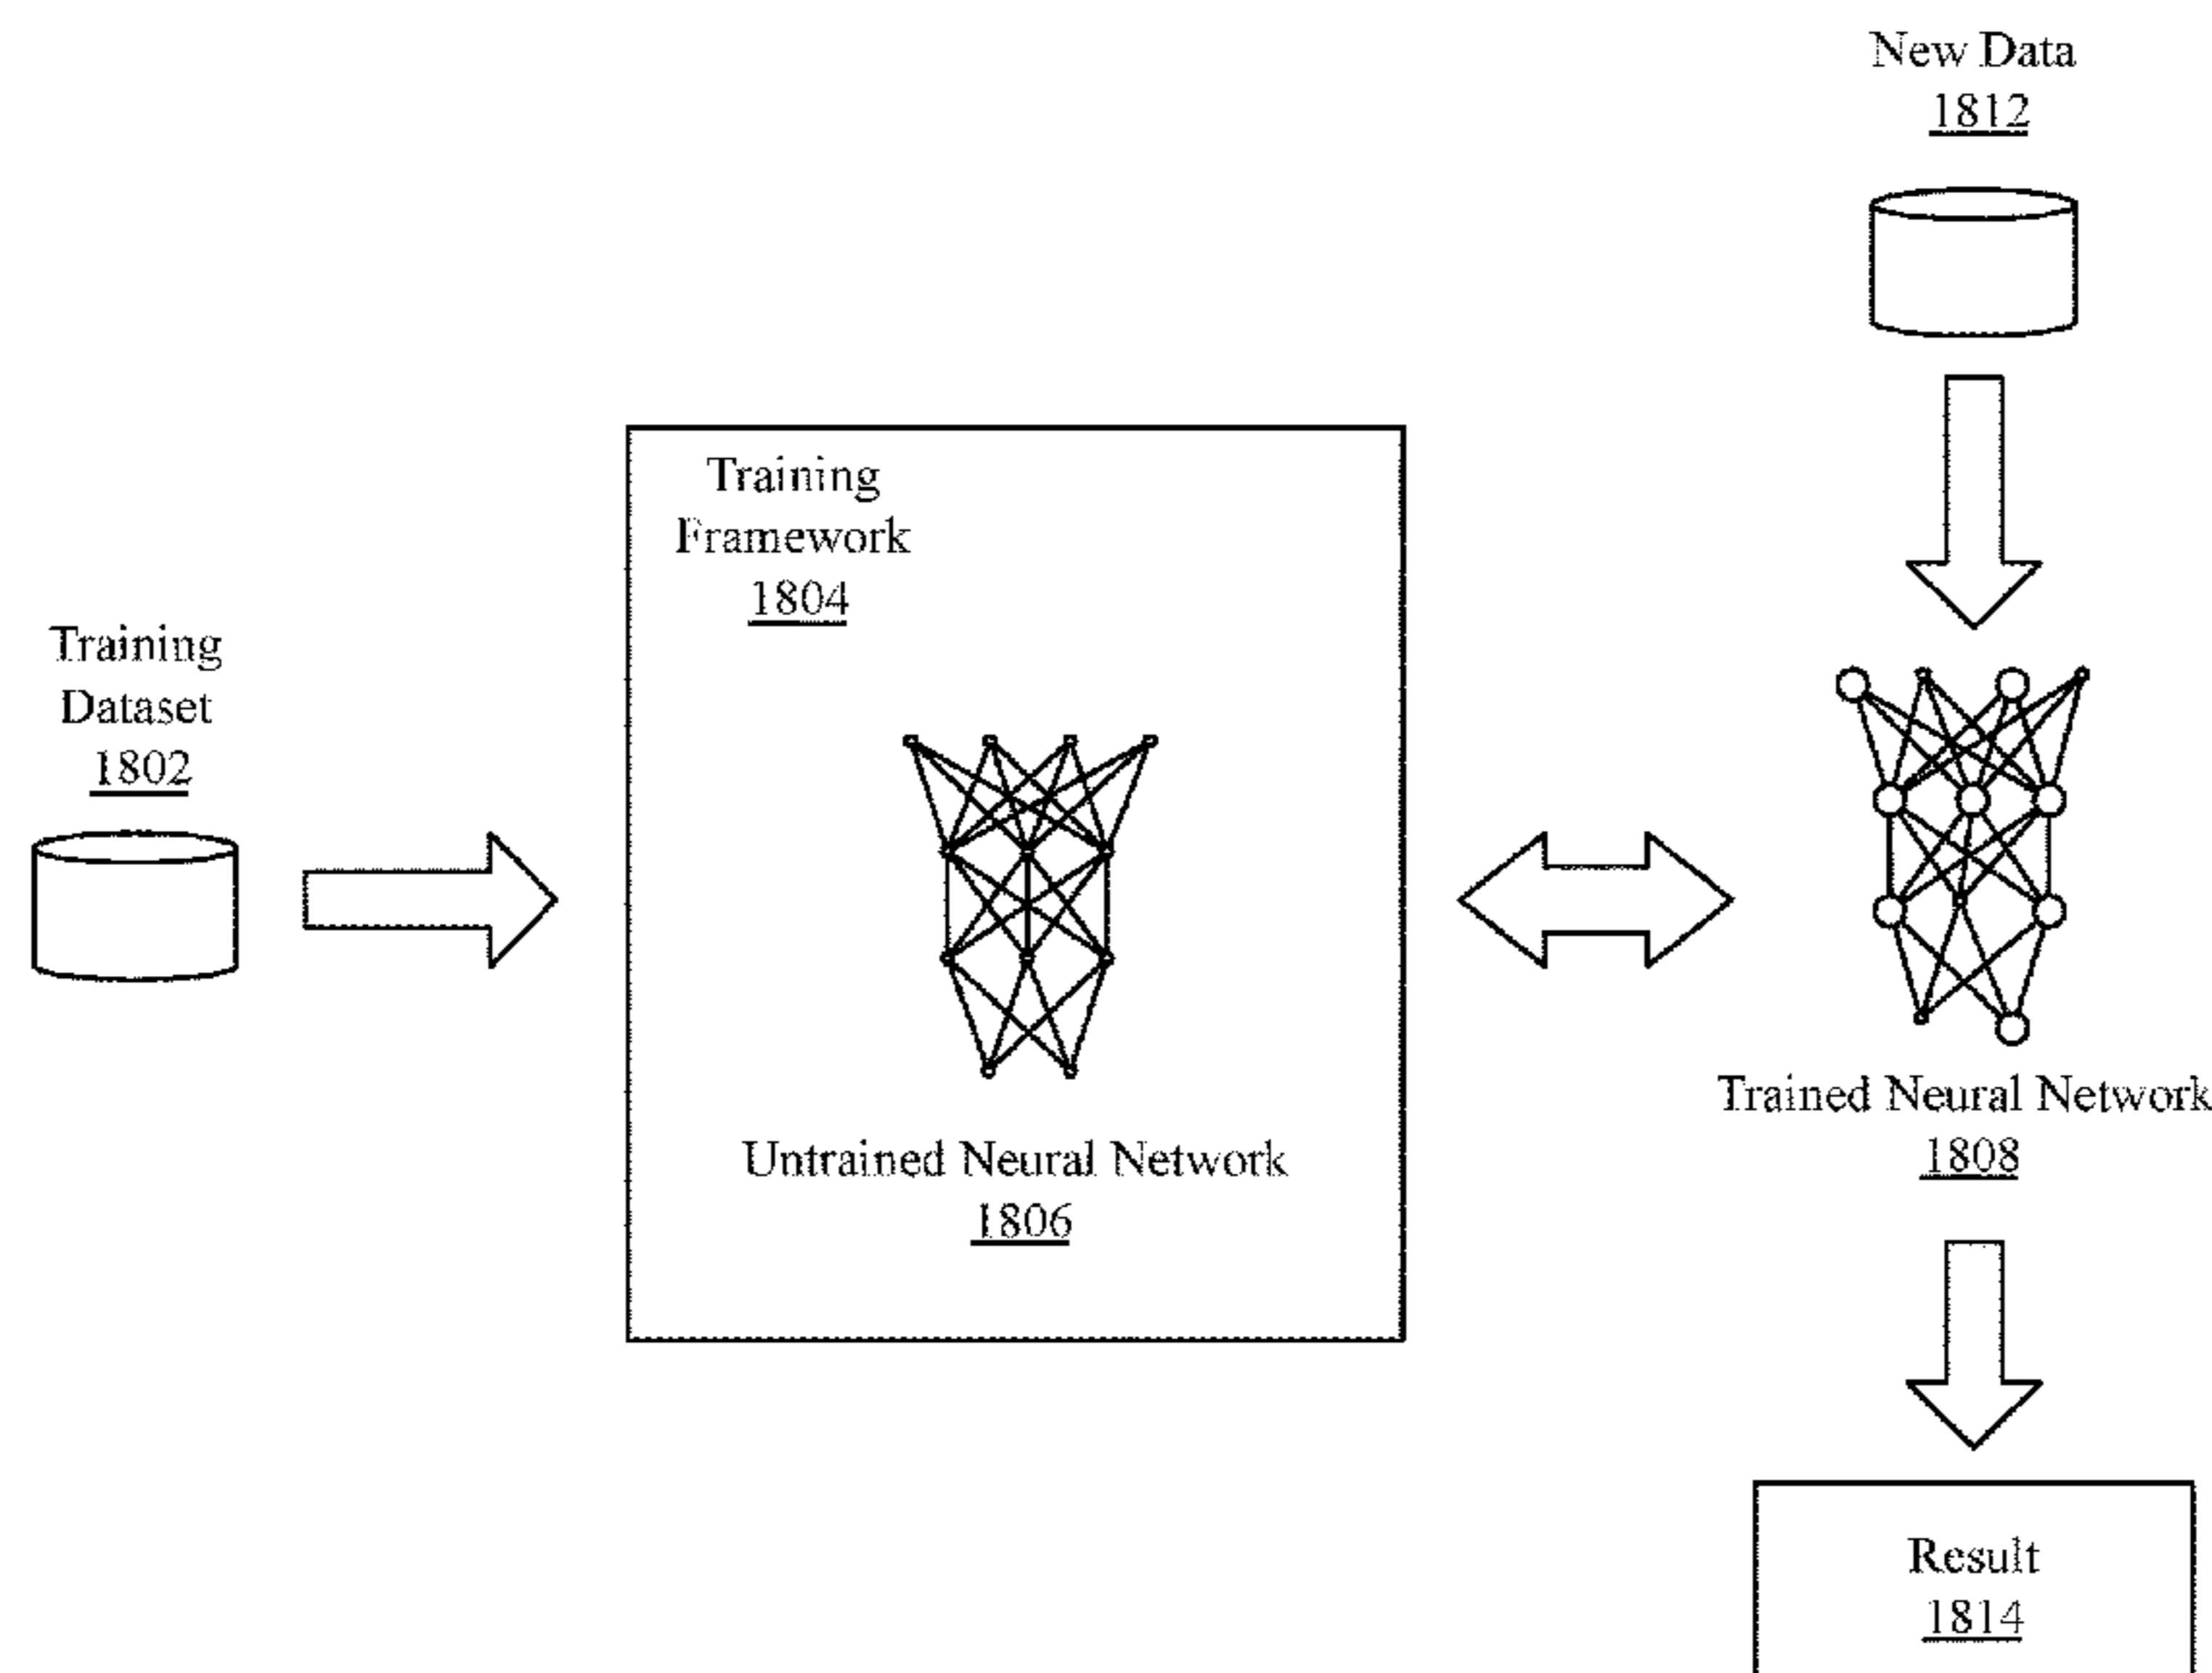 New Data
1812
Training
Framework
1804
Training
Dataset
1802
Untrained Neural Network
1806
Trained Neural Network
1808
Result
1814